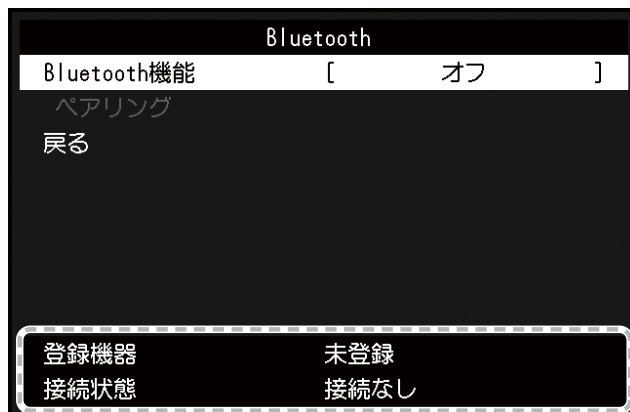 Bluetooth
Bluetooth機能 [ オフ ]
ペアリング
戻る
登録機器 未登録
接続状態 接続なし